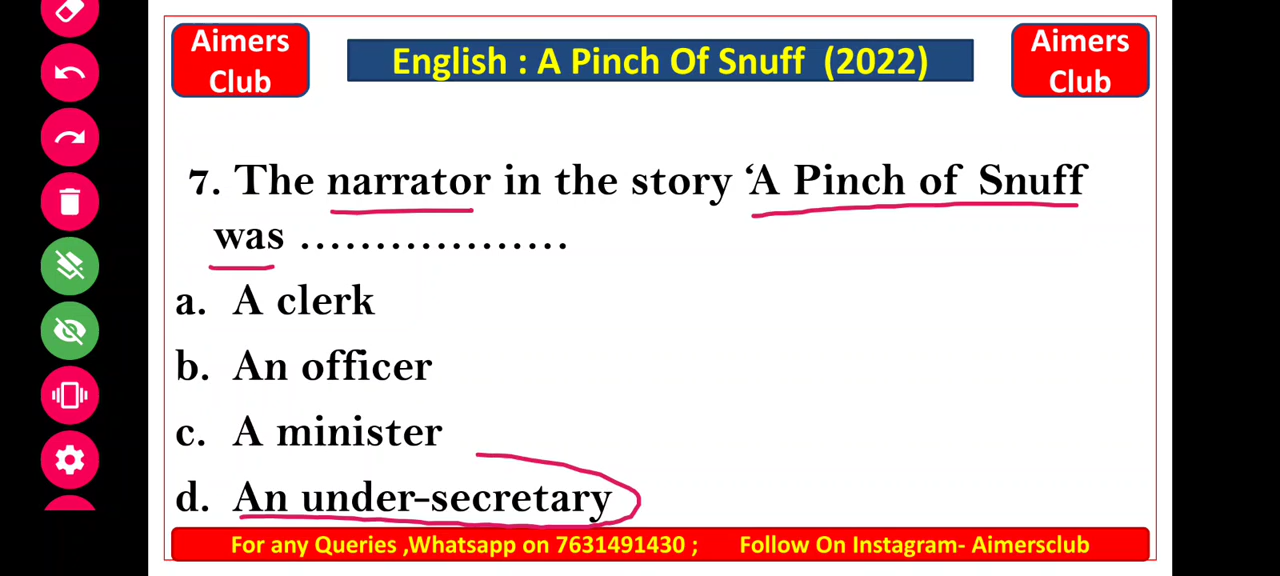 Aimers
Club
English : A Pinch Of Snuff (2022)
Aimers
Club
7. The narrator in the story ‘A Pinch of Snuff
was ..................
a. A clerk
b. An officer
c. A minister
d. An under-secretary
For any Queries ,Whatsapp on 7631491430 ; Follow On Instagram- Aimersclub